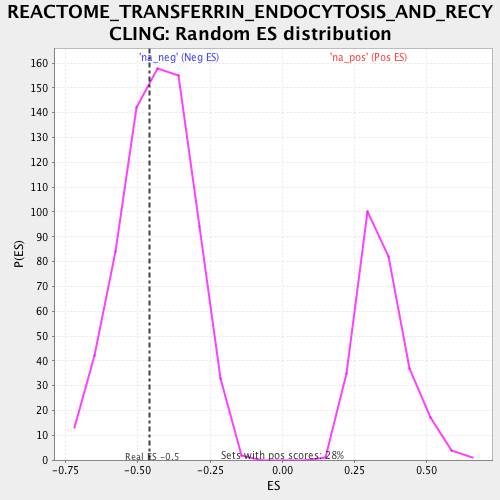 REACTOME_TRANSFERRIN_ENDOCYTOSIS_AND_RECY
CLING: Random ES distribution
'na_neg' (Neg ES)
'na_pos' (Pos ES)
160
150
140
130
120
110
100
90
80
70
60
50
40
30
20
10
0
P(ES)
Real ES -0.5
Sets with pos scores: 28%
-0.75
-0.50
-0.25
0.00
0.25
0.50
ES